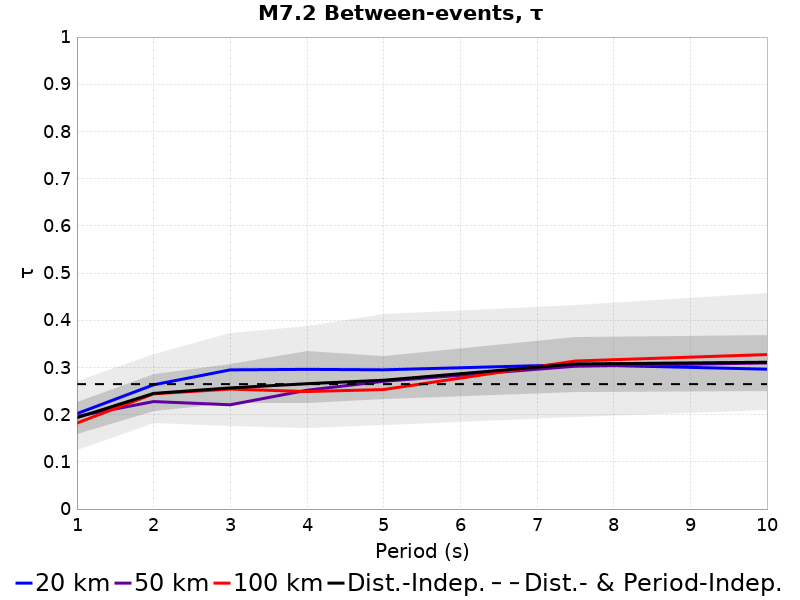 M7.2 Between-events, τ
1
0.9
0.8
0.7
0.6
0.5
0.4
0.3
0.2
0.1
0
τ
1 2 3 4 5 6 7 8 9 10
Period (s)
20 km 50 km 100 km Dist.-Indep. Dist.- & Period-Indep.